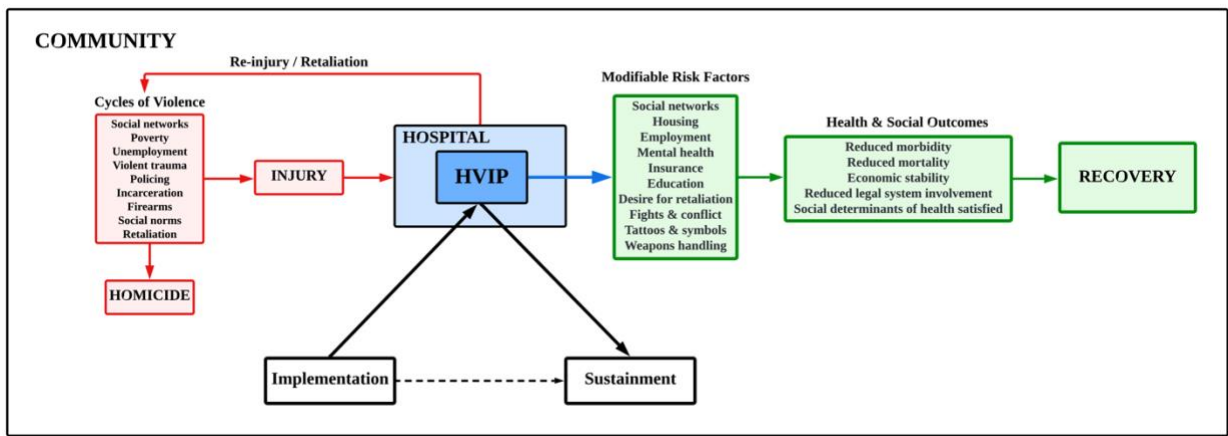 COMMUNITY
Re-injury / Retaliation
Cycles of Violence
Social networks
Poverty
Unemployment
Violent trauma
Policing
Incarceration
Firearms
Social norms
Retaliation
HOMICIDE
INJURY
HOSPITAL
HVIP
Modifiable Risk Factors
Social networks
Housing
Employment
Mental health
Insurance
Education
Desire for retaliation
Fights & conflict
Tattoos & symbols
Weapons handling
Health & Social Outcomes
Reduced morbidity
Reduced mortality
Economic stability
Reduced legal system involvement
Social determinants of health satisfied
RECOVERY
Implementation
Sustainment